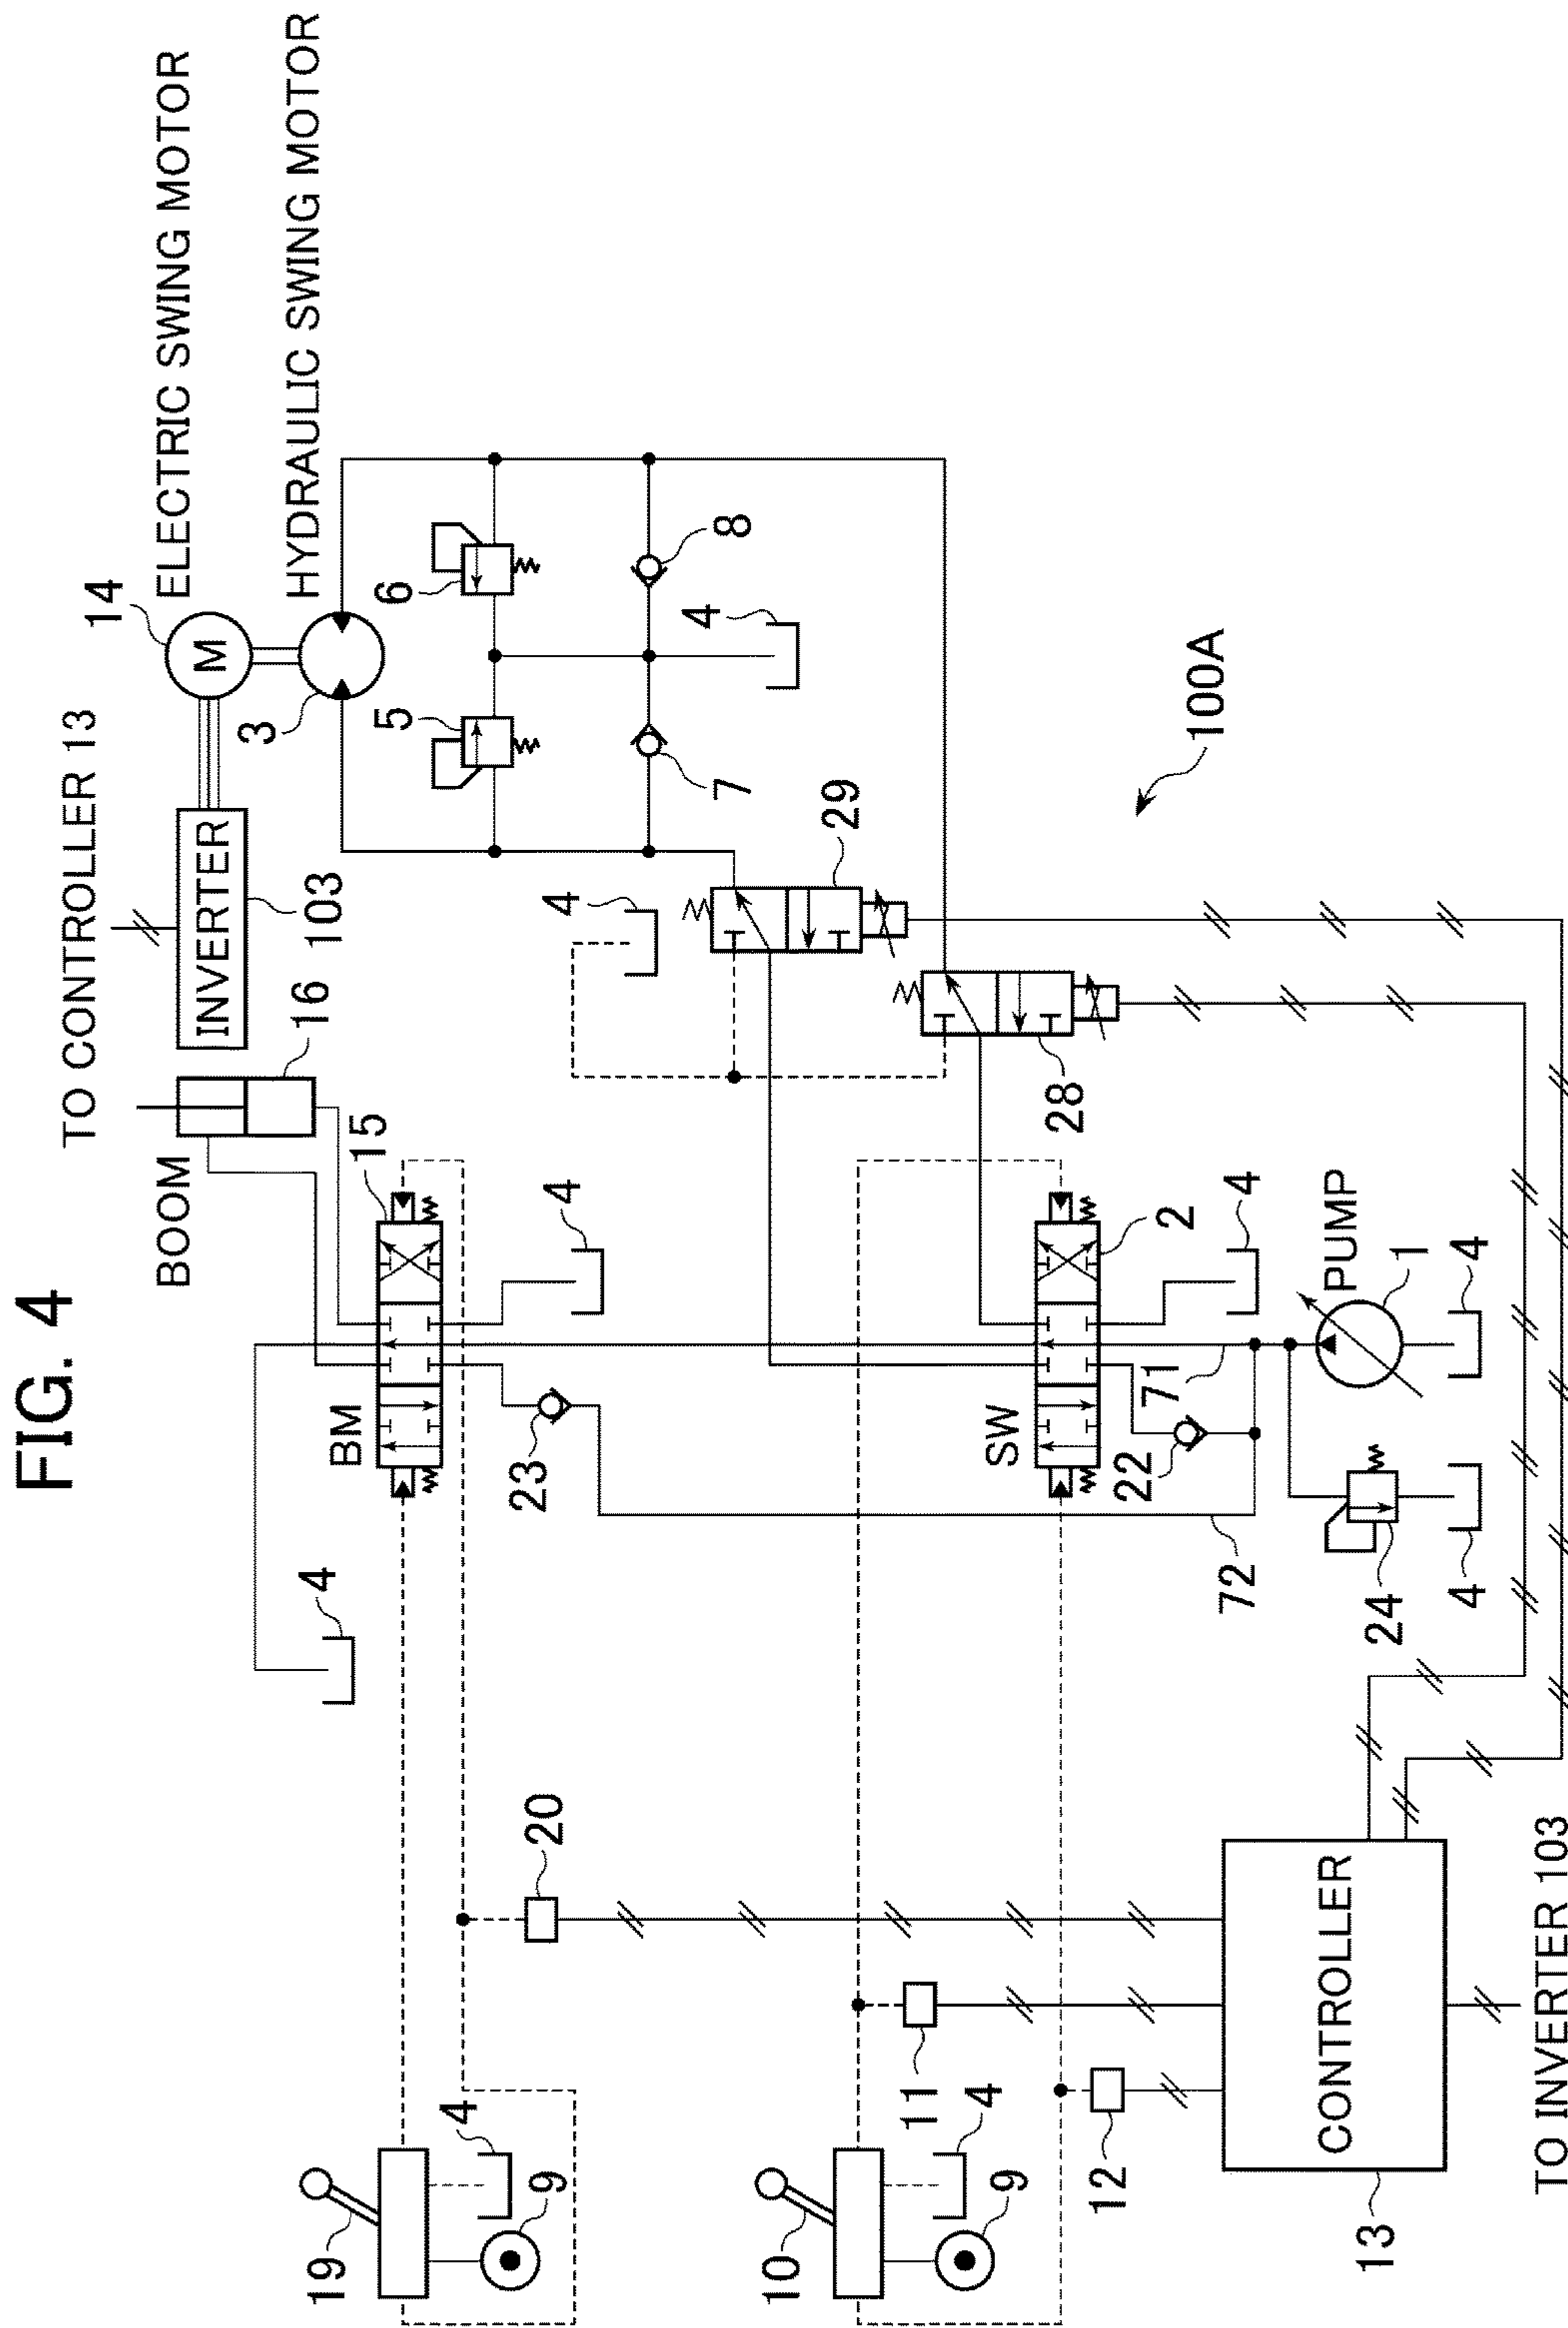 FIG. 4
TO CONTROLLER 13
14
ELECTRIC SWING MOTOR
HYDRAULIC SWING MOTOR
M
INVERTER
103
3
BOOM
16
15
BM
5
6
7
8
4
4
4
4
29
28
100A
23
SW
2
4
22
71
72
PUMP
1
4
24
4
19
4
9
20
10
4
9
11
12
CONTROLLER
13
TO INVERTER 103